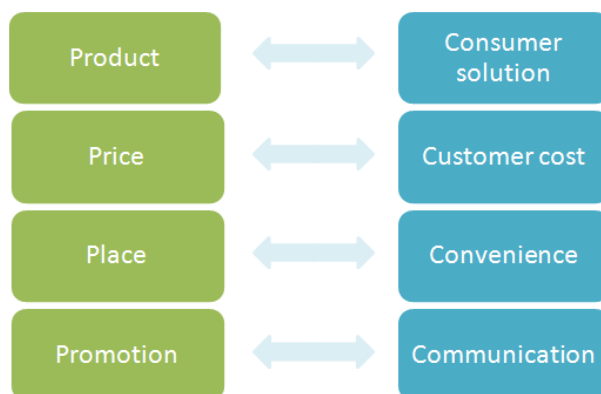 Product
Consumer
solution
Price
Customer cost
Place
Convenience
Promotion
Communication